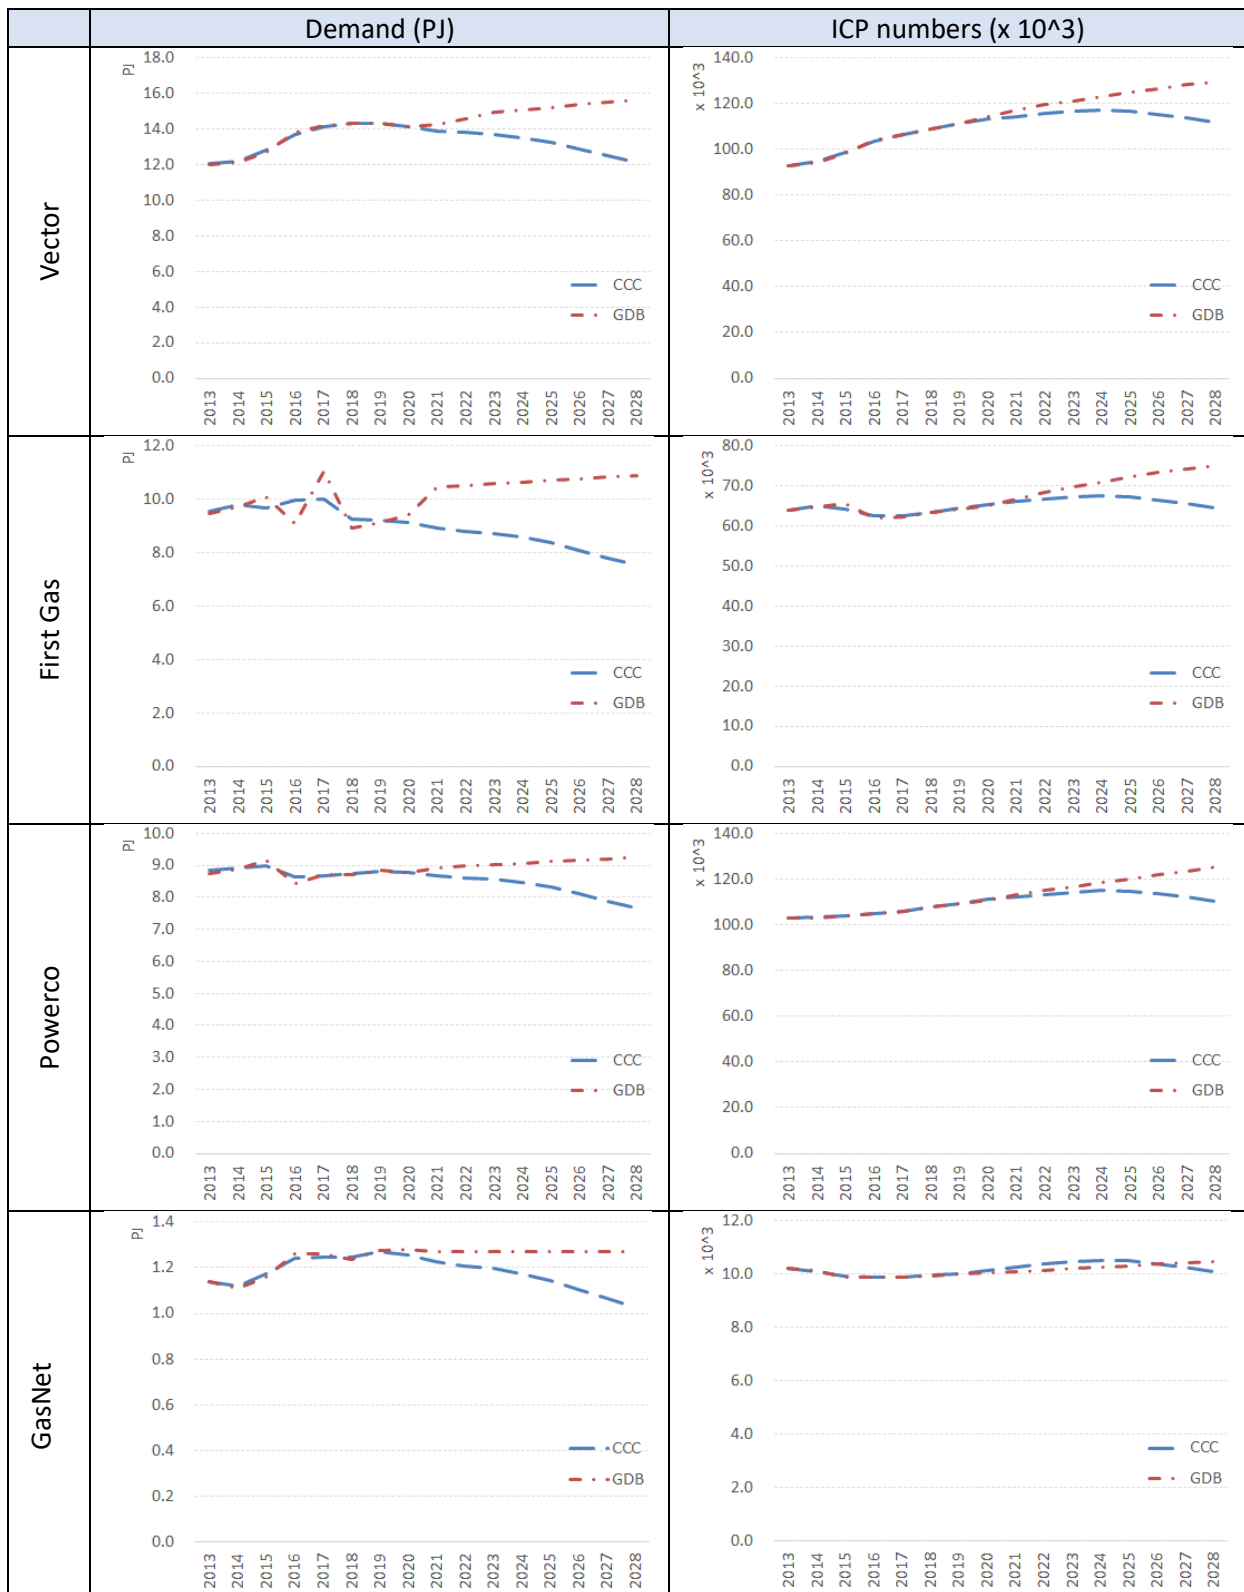 Demand (PJ)
ICP numbers (x 10^3)
Vector
PJ
18.0
16.0
14.0
12.0
10.0
8.0
6.0
4.0
2.0
0.0
CCC
GDB
2013 2014 2015 2016 2017 2018 2019 2020 2021 2022 2023 2024 2025 2026 2027 2028
x 10^3
140.0
120.0
100.0
80.0
60.0
40.0
20.0
0.0
CCC
GDB
2013 2014 2015 2016 2017 2018 2019 2020 2021 2022 2023 2024 2025 2026 2027 2028
First Gas
PJ
12.0
10.0
8.0
6.0
4.0
2.0
0.0
CCC
GDB
2013 2014 2015 2016 2017 2018 2019 2020 2021 2022 2023 2024 2025 2026 2027 2028
x 10^3
80.0
70.0
60.0
50.0
40.0
30.0
20.0
10.0
0.0
CCC
GDB
2013 2014 2015 2016 2017 2018 2019 2020 2021 2022 2023 2024 2025 2026 2027 2028
Powerco
PJ
10.0
9.0
8.0
7.0
6.0
5.0
4.0
3.0
2.0
1.0
0.0
CCC
GDB
2013 2014 2015 2016 2017 2018 2019 2020 2021 2022 2023 2024 2025 2026 2027 2028
x 10^3
140.0
120.0
100.0
80.0
60.0
40.0
20.0
0.0
CCC
GDB
2013 2014 2015 2016 2017 2018 2019 2020 2021 2022 2023 2024 2025 2026 2027 2028
GasNet
PJ
1.4
1.2
1.0
0.8
0.6
0.4
0.2
0.0
CCC
GDB
2013 2014 2015 2016 2017 2018 2019 2020 2021 2022 2023 2024 2025 2026 2027 2028
x 10^3
12.0
10.0
8.0
6.0
4.0
2.0
0.0
CCC
GDB
2013 2014 2015 2016 2017 2018 2019 2020 2021 2022 2023 2024 2025 2026 2027 2028